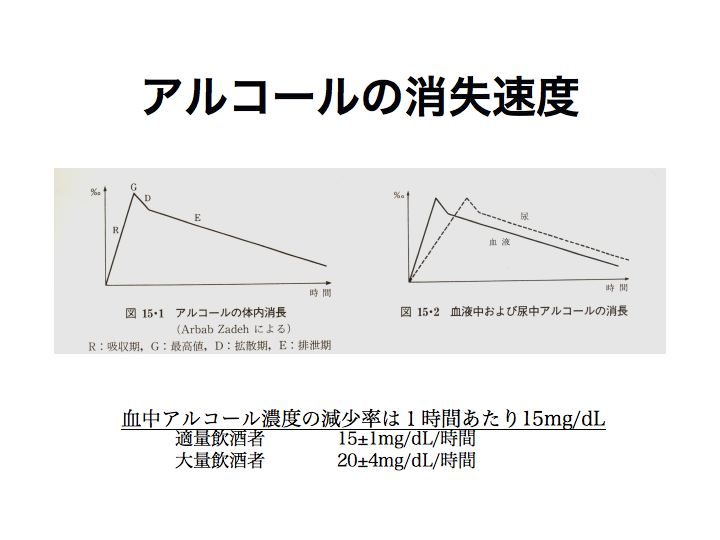 アルコールの消失速度
‰
G
D
R
E
時間
図 15・1 アルコールの体内消長
(Arbab Zadeh による)
R：吸収期，G：最高値，D：拡散期，E：排泄期
‰
尿
血 液
時間
図 15・2 血液中および尿中アルコールの消長
血中アルコール濃度の減少率は１時間あたり15mg/dL
適量飲酒者 15±1mg/dL/時間
大量飲酒者 20±4mg/dL/時間